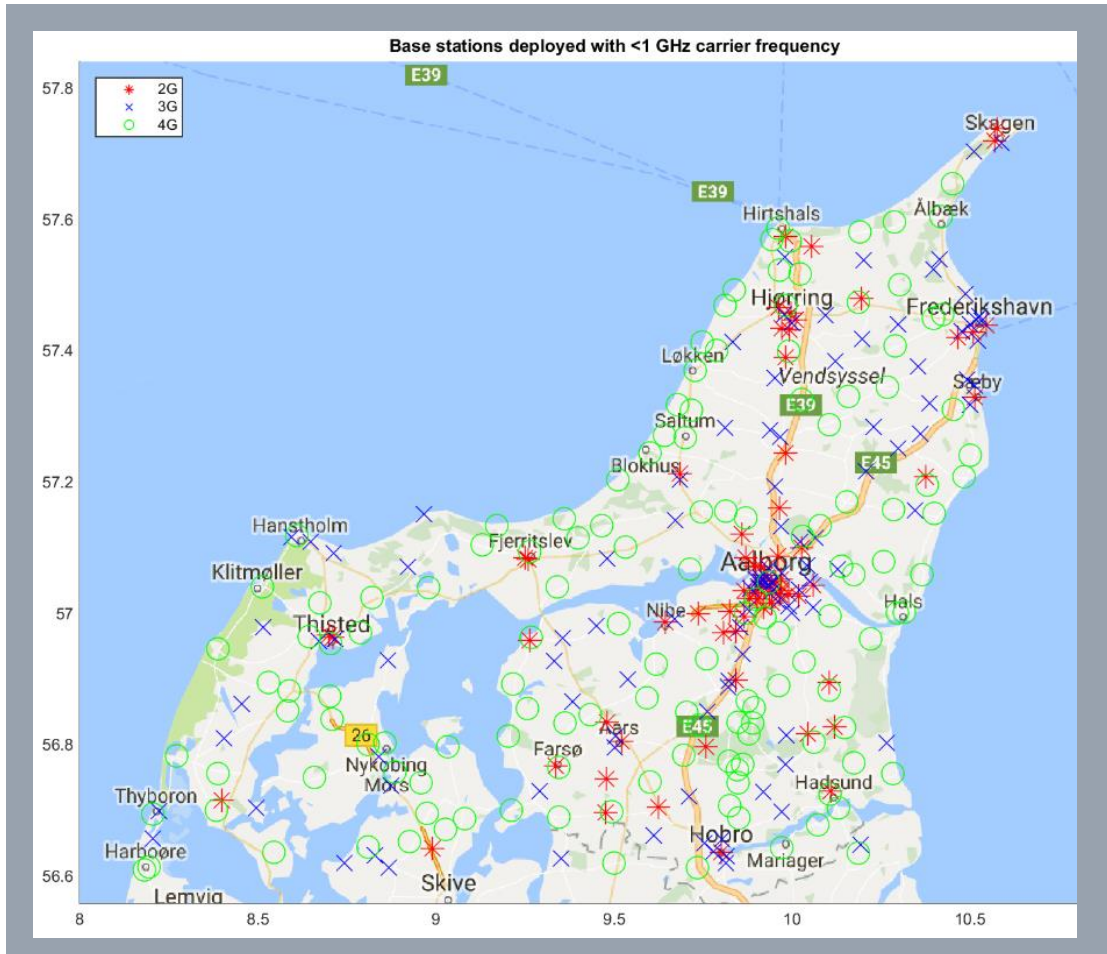 Base stations deployed with <1 GHz carrier frequency
57.8
E39
2G
3G
4G
Skagen
57.6
E39
Hirtshals
Ålbæk
Hjørring
Frederikshavn
57.4
Løkken
Vendsyssel
Sæby
E39
Saltum
Blokhus
E45
57.2
Hanstholm
Fjerritslev
Klitmøller
Aalborg
57
Nibe
Hals
Thisted
56.8
26
Aars
E45
Nykøbing
Mors
Farsø
Thyborøn
Hadsund
Hobro
Harboøre
Mariager
56.6
Lemvig
Skive
8
8.5
9
9.5
10
10.5